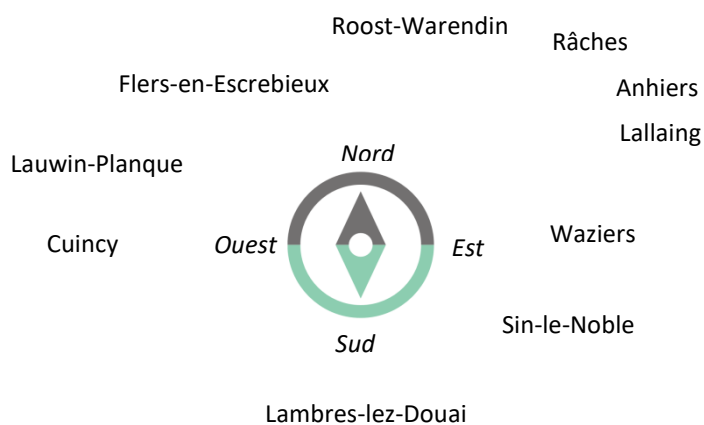 Roost-Warendin
Râches
Flers-en-Escrebieux
Anhiers
Lallaing
Nord
Lauwin-Planque
Cuincy
Ouest
Est
Waziers
Sin-le-Noble
Sud
Lambres-lez-Douai